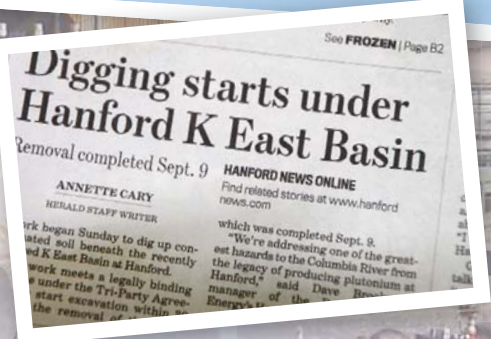 See FROZEN | Page B2
Digging starts under
Hanford K East Basin
Removal completed Sept. 9
ANNETTE CARY
HERALD STAFF WRITER
rk began Sunday to dig up con-
ated soil beneath the recently
ed K East Basin at Hanford.
work meets a legally binding
under the Tri-Party Agree-
start excavation within
the removal of
HANFORD NEWS ONLINE
Find related stories at www.hanford
news.com
which was completed Sept. 9.
"We're addressing one of the great-
est hazards to the Columbia River from
the legacy of producing plutonium at
Hanford," said Dave
manager of the
Energy's